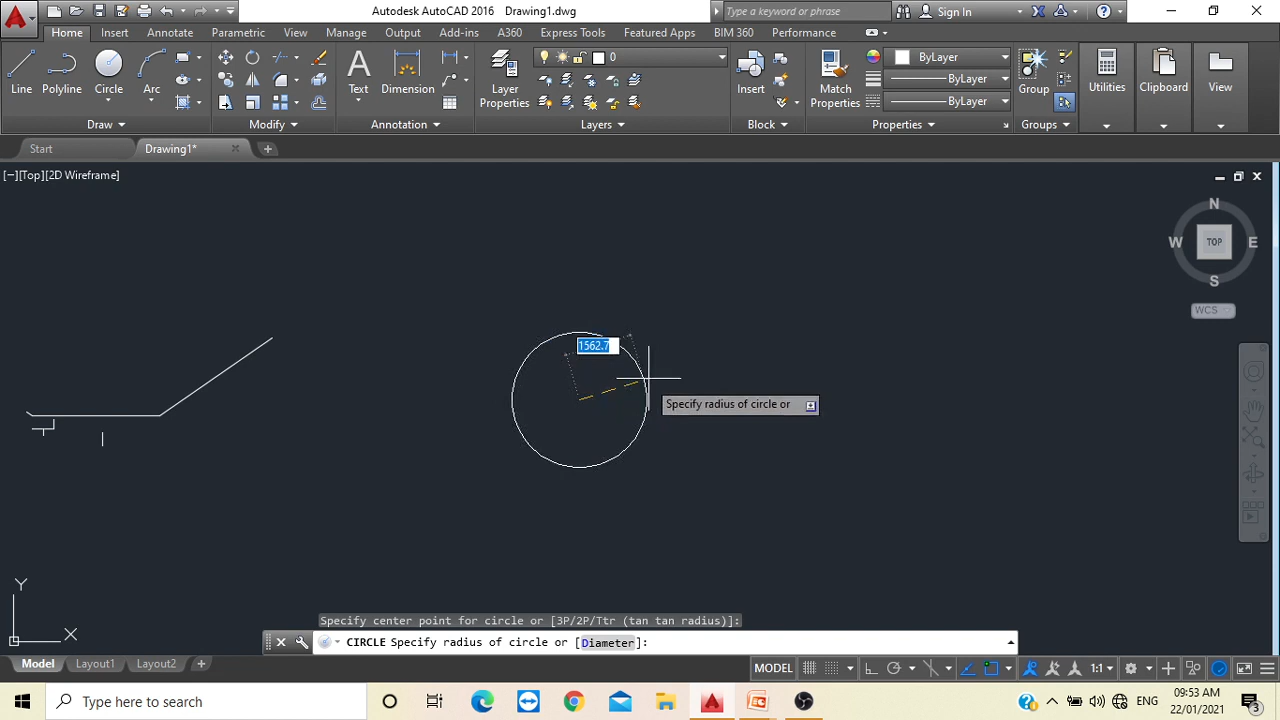 Autodesk AutoCAD 2016 Drawing1.dwg
Type a keyword or phrase
Sign In
Home Insert Annotate Parametric View Manage Output Add-ins A360 Express Tools Featured Apps BIM 360 Performance
Line Polyline Circle Arc
Text Dimension
Layer Properties
0
Insert
Match Properties
ByLayer
ByLayer
ByLayer
Group
Utilities Clipboard View
Draw Modify Annotation Layers Block Properties Groups
Start Drawing1*
[−][Top][2D Wireframe]
N
W TOP E
S
WCS
1562.7
Specify radius of circle or
Y
X
Specify center point for circle or [3P/2P/Ttr (tan tan radius)]:
CIRCLE Specify radius of circle or [Diameter]:
Model Layout1 Layout2
MODEL 1:1
Type here to search
ENG
09:53 AM
22/01/2021
3